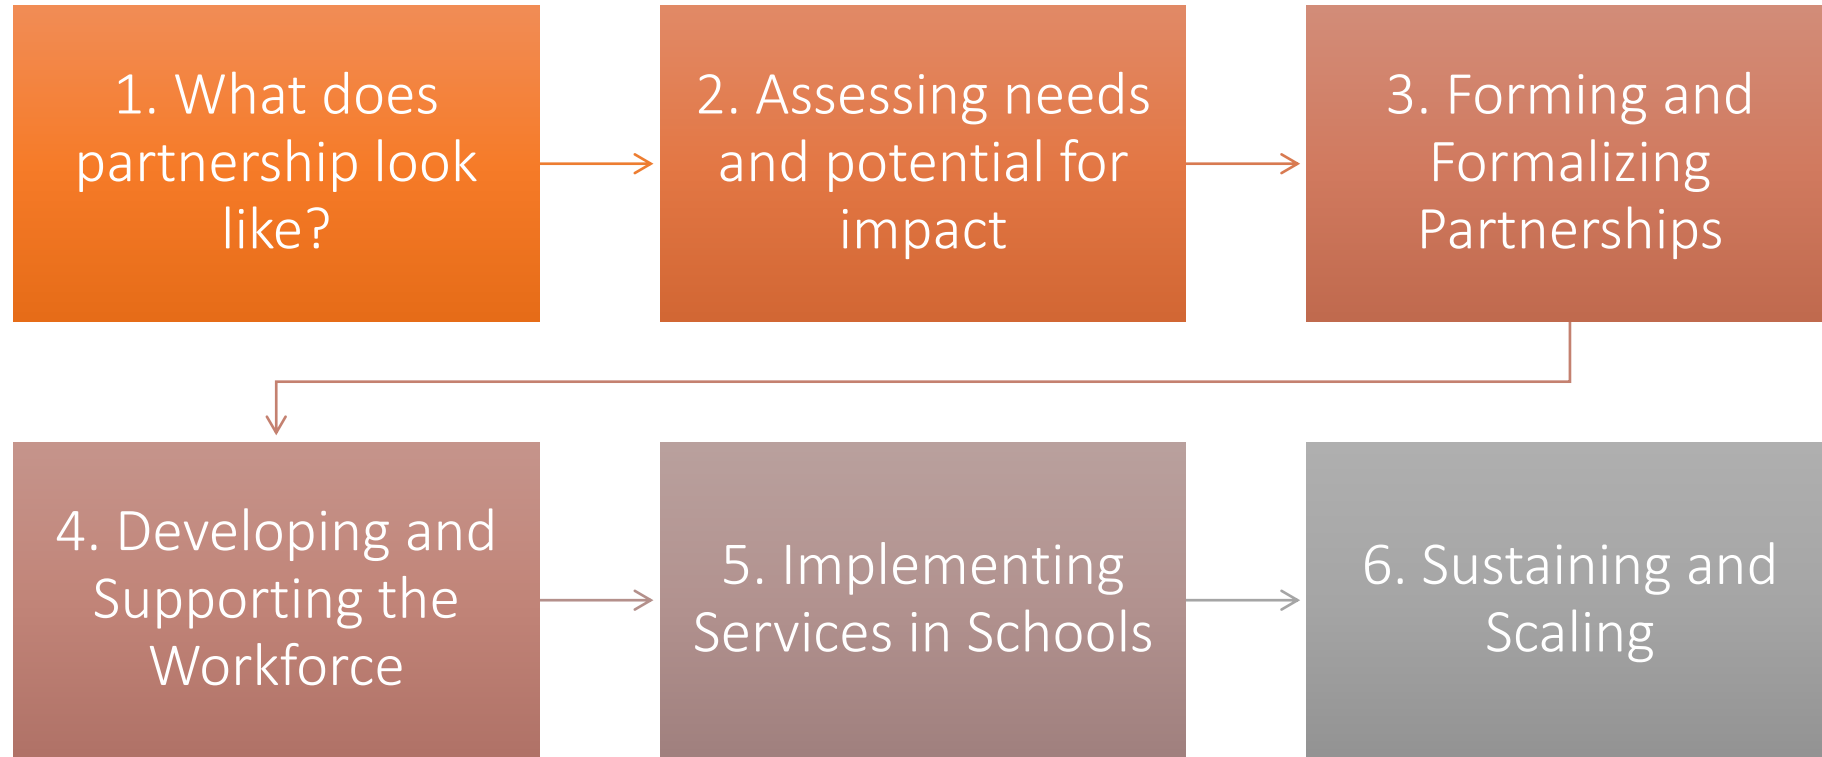 1. What does
partnership look
like?
2. Assessing needs
and potential for
impact
3. Forming and
Formalizing
Partnerships
4. Developing and
Supporting the
Workforce
5. Implementing
Services in Schools
6. Sustaining and
Scaling